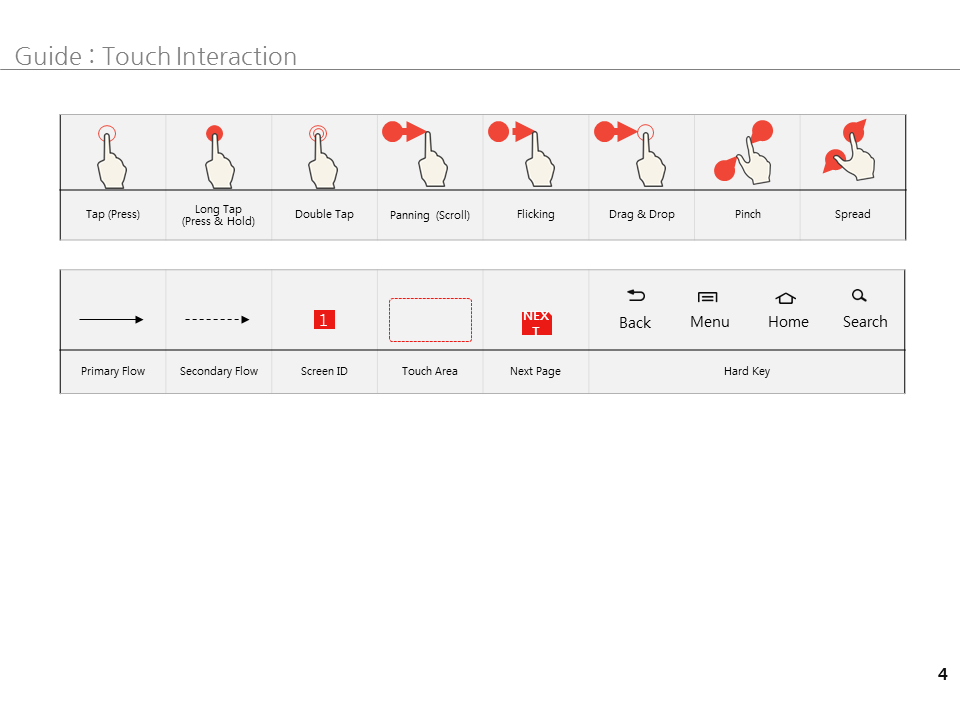 Guide : Touch Interaction
Tap (Press)
Long Tap
(Press & Hold)
Double Tap
Panning (Scroll)
Flicking
Drag & Drop
Pinch
Spread
1
NEX
T
Back
Menu
Home
Search
Primary Flow
Secondary Flow
Screen ID
Touch Area
Next Page
Hard Key
4